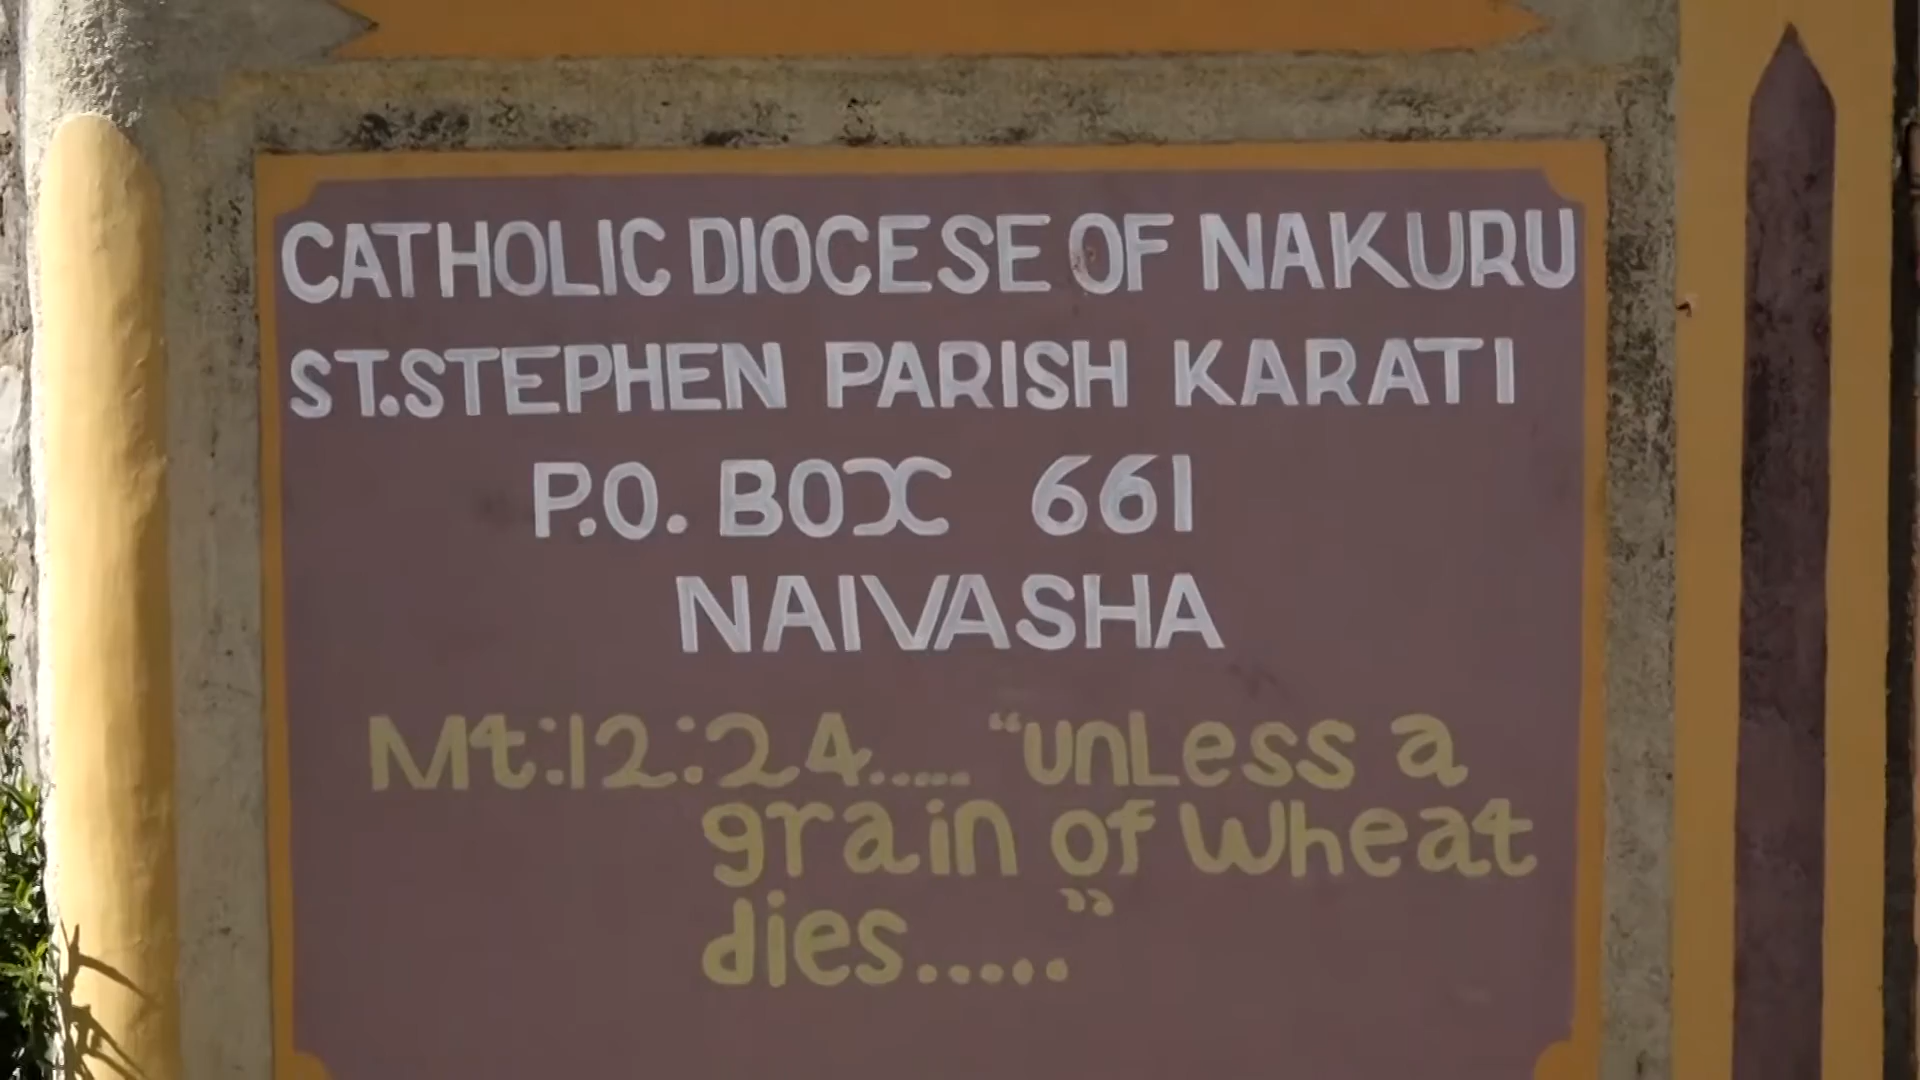 CATHOLIC DIOCESE OF NAKURU
ST.STEPHEN PARISH KARATI
P.O. BOX 661
NAIVASHA
Mt:12:24..... "unless a
grain of wheat
dies....."